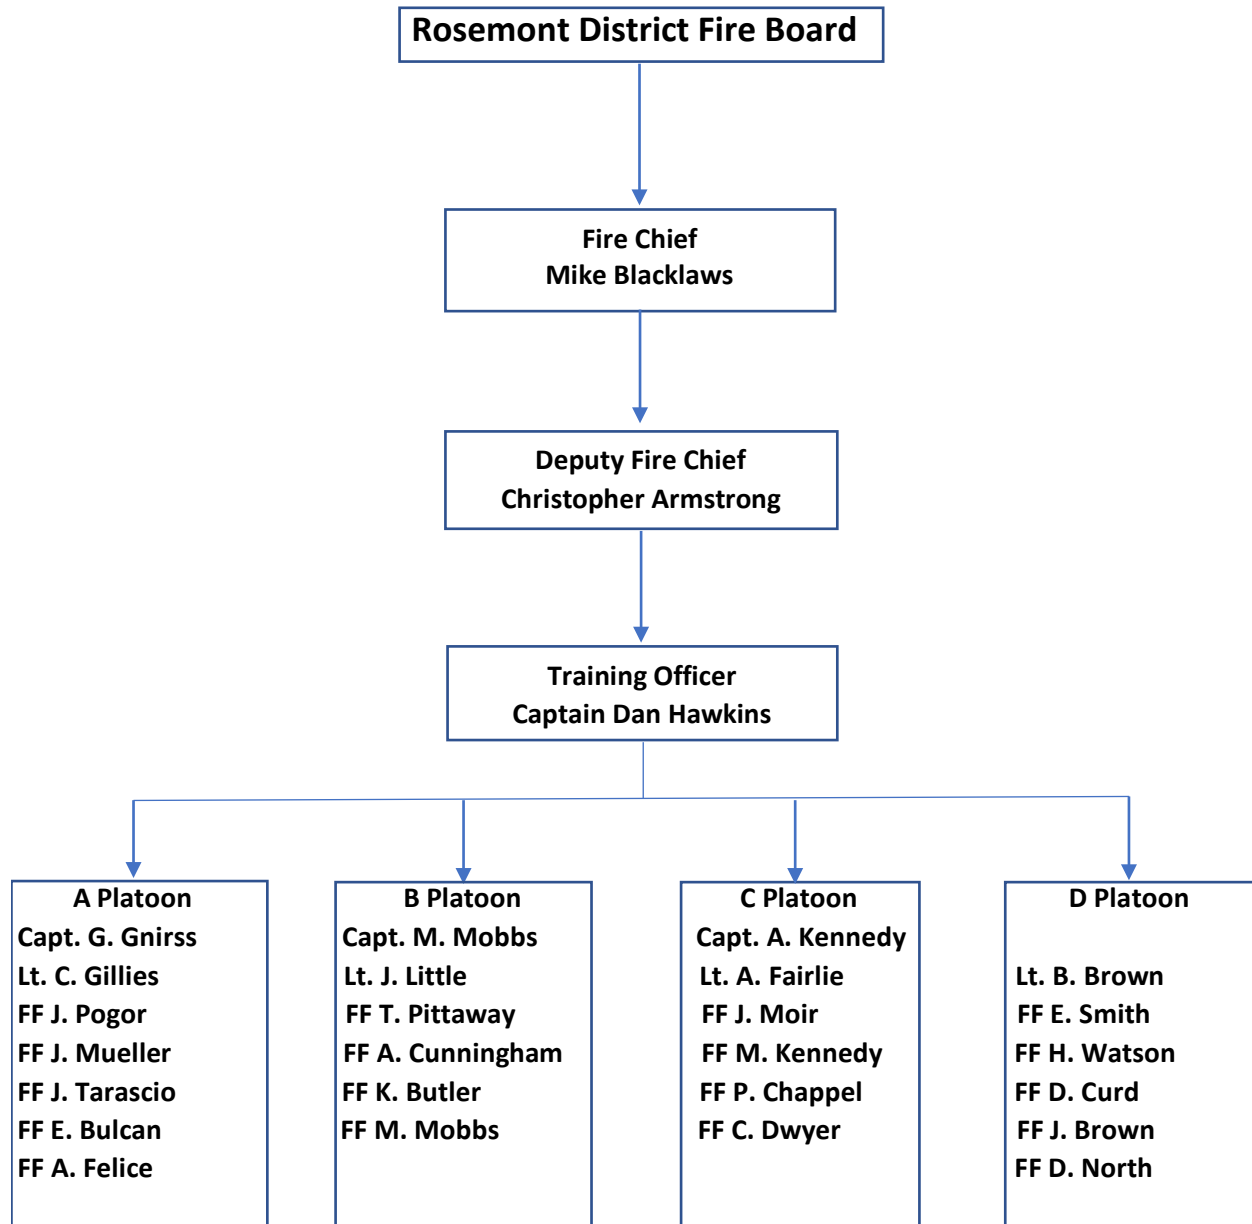 Rosemont District Fire Board
Fire Chief
Mike Blacklaws
Deputy Fire Chief
Christopher Armstrong
Training Officer
Captain Dan Hawkins
A Platoon
Capt. G. Gnirss
Lt. C. Gillies
FF J. Pogor
FF J. Mueller
FF J. Tarascio
FF E. Bulcan
FF A. Felice
B Platoon
Capt. M. Mobbs
Lt. J. Little
FF T. Pittaway
FF A. Cunningham
FF K. Butler
FF M. Mobbs
C Platoon
Capt. A. Kennedy
Lt. A. Fairlie
FF J. Moir
FF M. Kennedy
FF P. Chappel
FF C. Dwyer
D Platoon
Lt. B. Brown
FF E. Smith
FF H. Watson
FF D. Curd
FF J. Brown
FF D. North